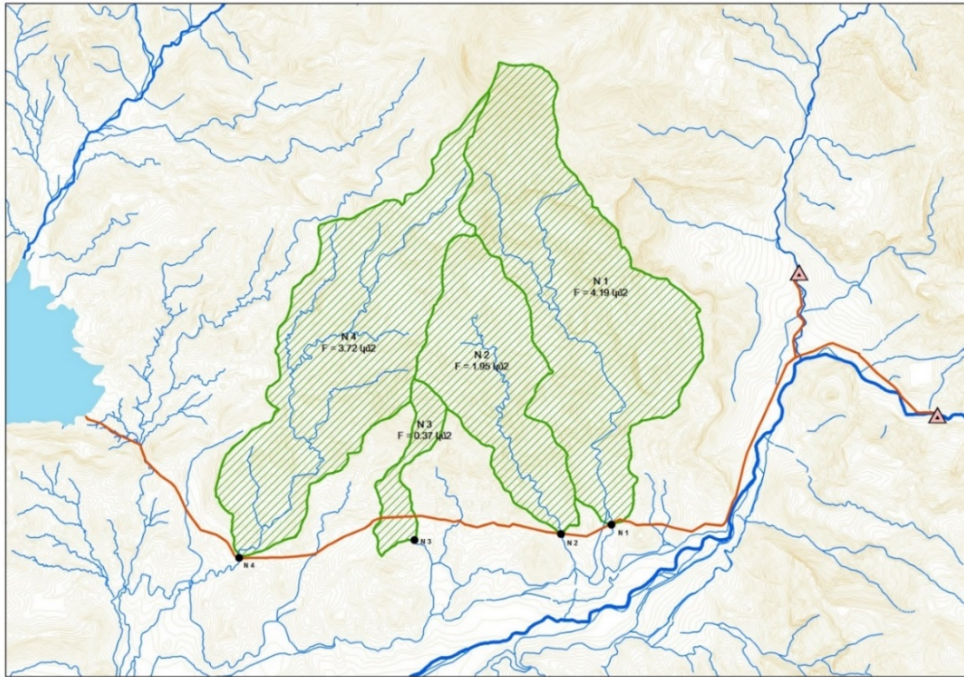 N 1
F = 4.19 կմ2
N 4
F = 3.72 կմ2
N 2
F = 1.95 կմ2
N 3
F = 0.37 կմ2
N 1
N 2
N 3
N 4